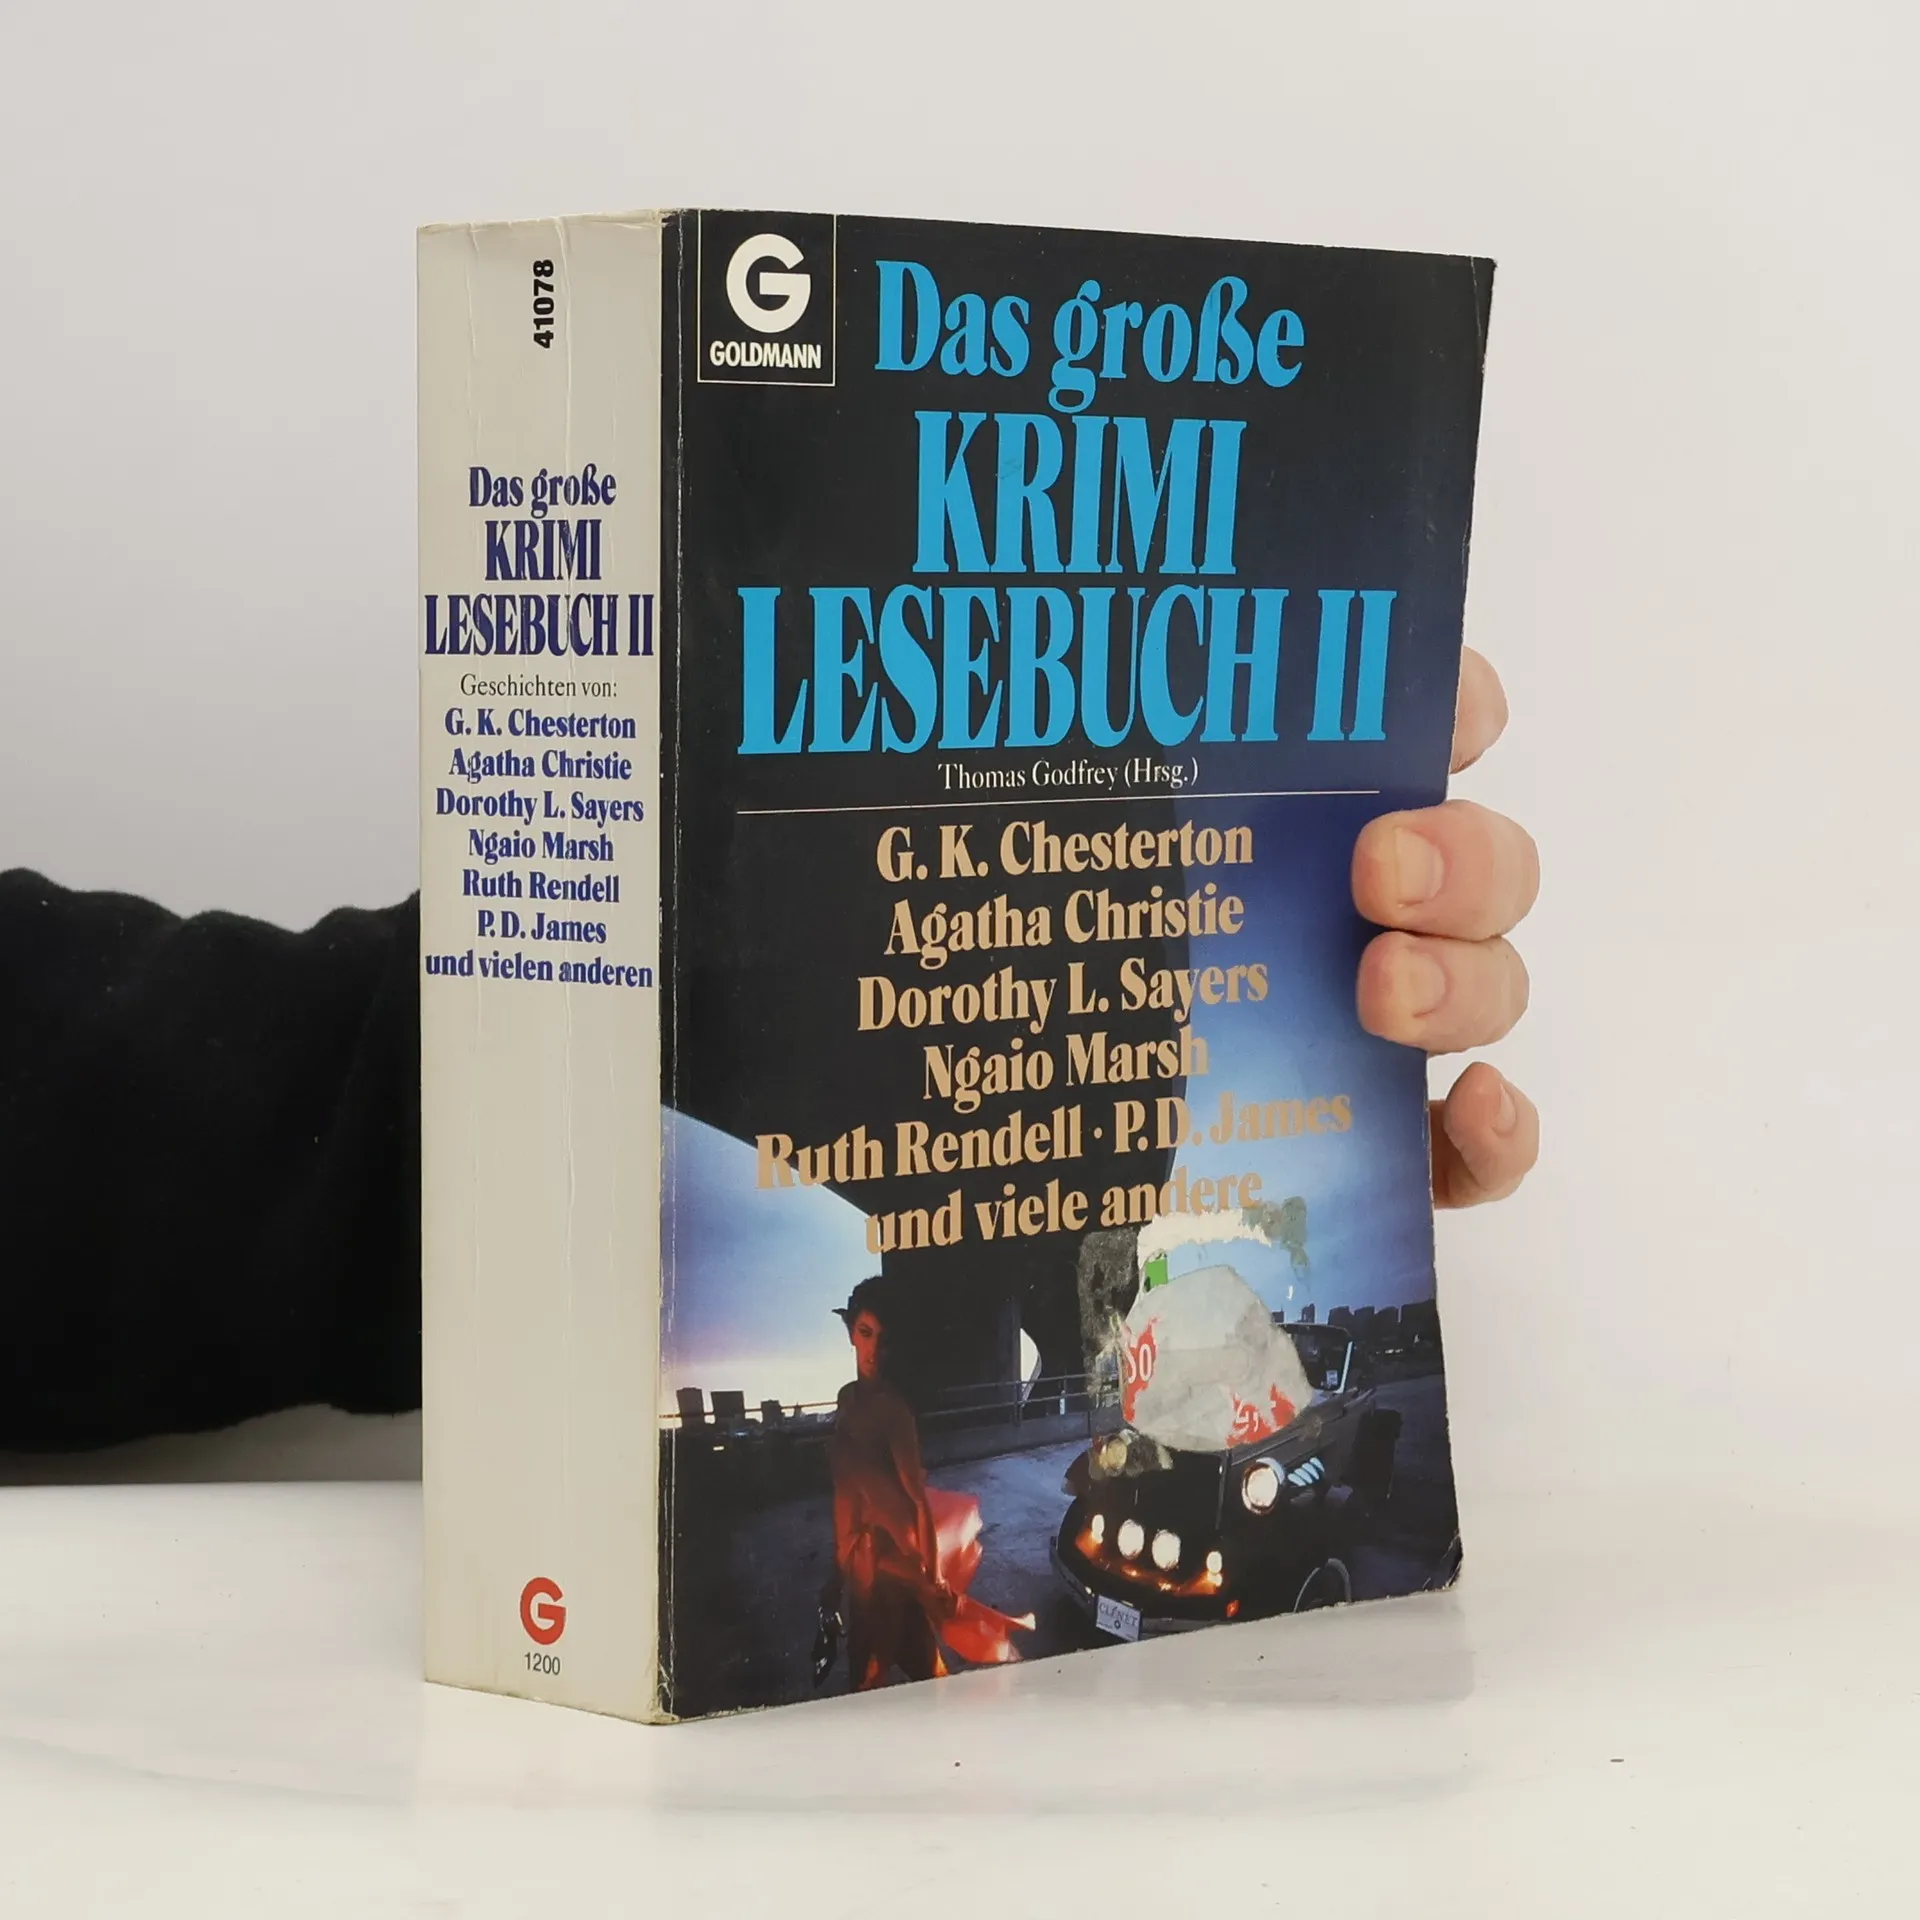 41078
Das große
KRIMI
LESEBUCH II
Geschichten von:
G. K. Chesterton
Agatha Christie
Dorothy L. Sayers
Ngaio Marsh
Ruth Rendell
P. D. James
und vielen anderen
G
1200
G
GOLDMANN
Das große
KRIMI
LESEBUCH II
Thomas Godfrey (Hrsg.)
G. K. Chesterton
Agatha Christie
Dorothy L. Sayers
Ngaio Marsh
Ruth Rendell · P. D. James
und viele andere
50
CLÉNET